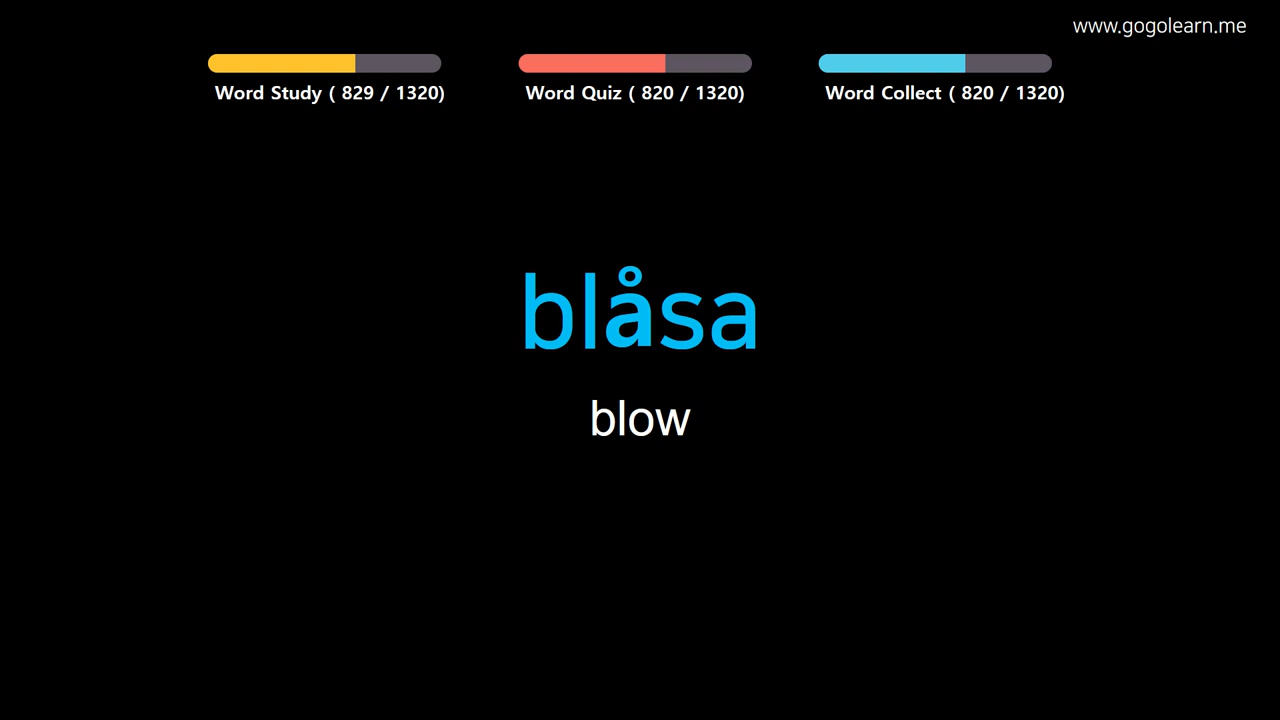 www.gogolearn.me
Word Study ( 829 / 1320)
Word Quiz ( 820 / 1320)
Word Collect ( 820 / 1320)
blåsa
blow